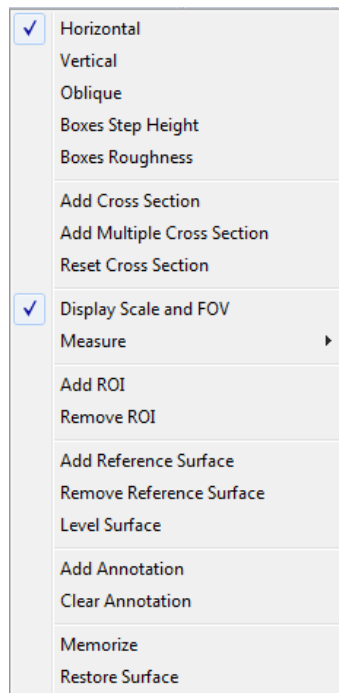 Horizontal
Vertical
Oblique
Boxes Step Height
Boxes Roughness
Add Cross Section
Add Multiple Cross Section
Reset Cross Section
Display Scale and FOV
Measure
Add ROI
Remove ROI
Add Reference Surface
Remove Reference Surface
Level Surface
Add Annotation
Clear Annotation
Memorize
Restore Surface